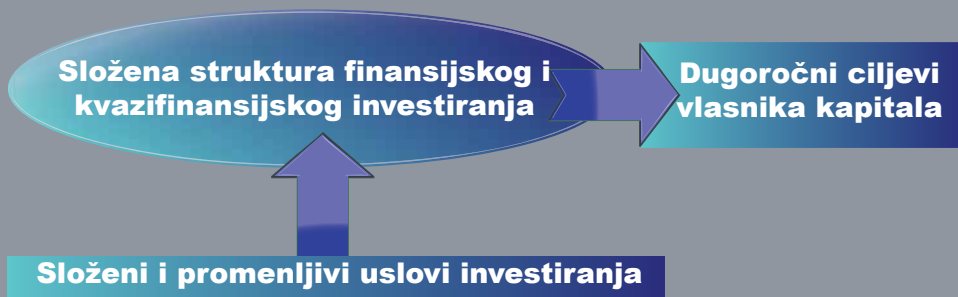 Složena struktura finansijskog i
kvazifinansijskog investiranja
Dugoročni ciljevi
vlasnika kapitala
Složeni i promenljivi uslovi investiranja